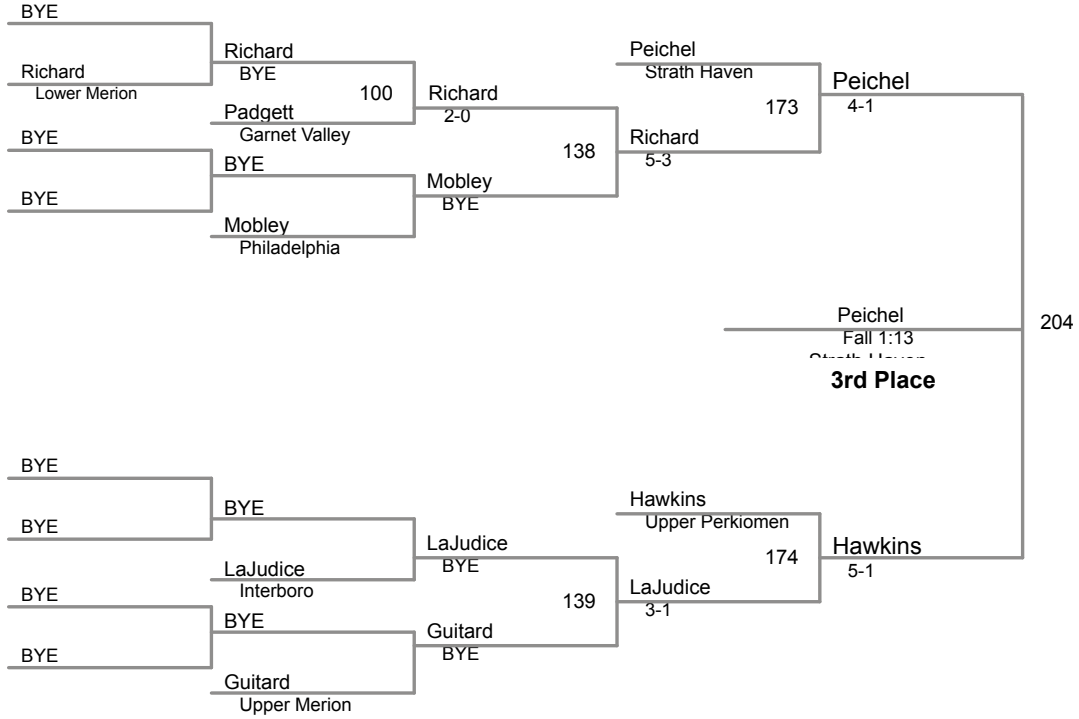 BYE
Richard
Lower Merion
BYE
BYE
Richard
BYE
100
Padgett
Garnet Valley
BYE
Mobley
Philadelphia
Richard
2-0
138
Mobley
BYE
Peichel
Strath Haven
173
Richard
5-3
Peichel
4-1
Peichel
Fall 1:13
Strath Haven
3rd Place
204
BYE
BYE
BYE
BYE
BYE
LaJudice
Interboro
BYE
Guitard
Upper Merion
LaJudice
BYE
139
Guitard
BYE
Hawkins
Upper Perkiomen
174
LaJudice
3-1
Hawkins
5-1